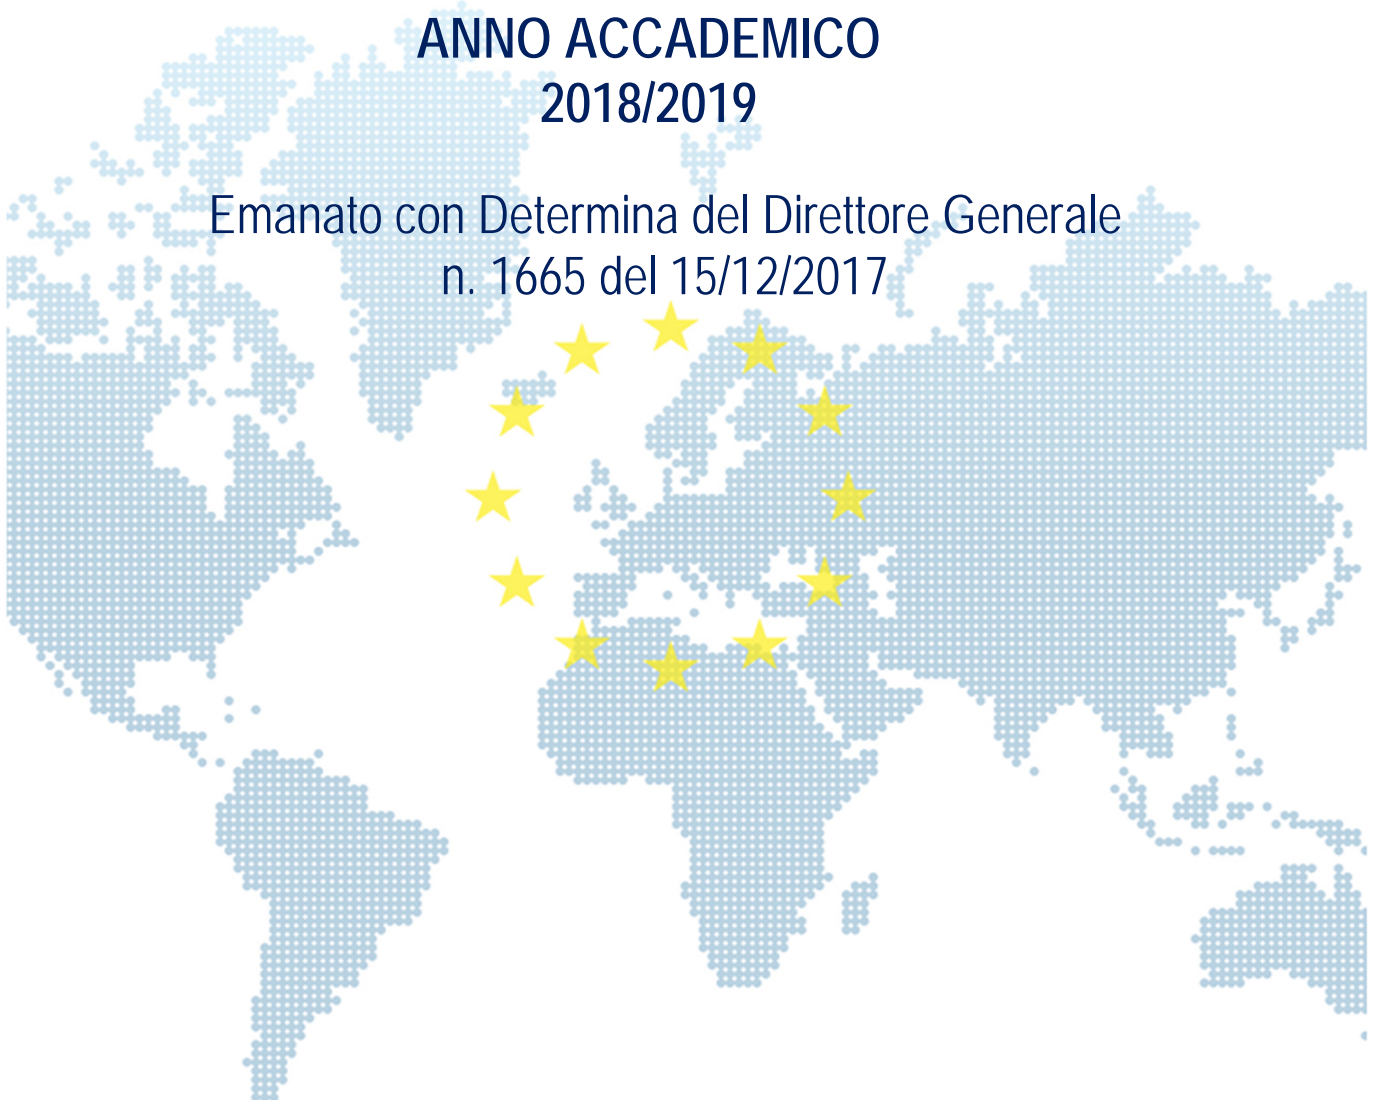 ANNO ACCADEMICO
2018/2019
Emanato con Determina del Direttore Generale
n. 1665 del 15/12/2017